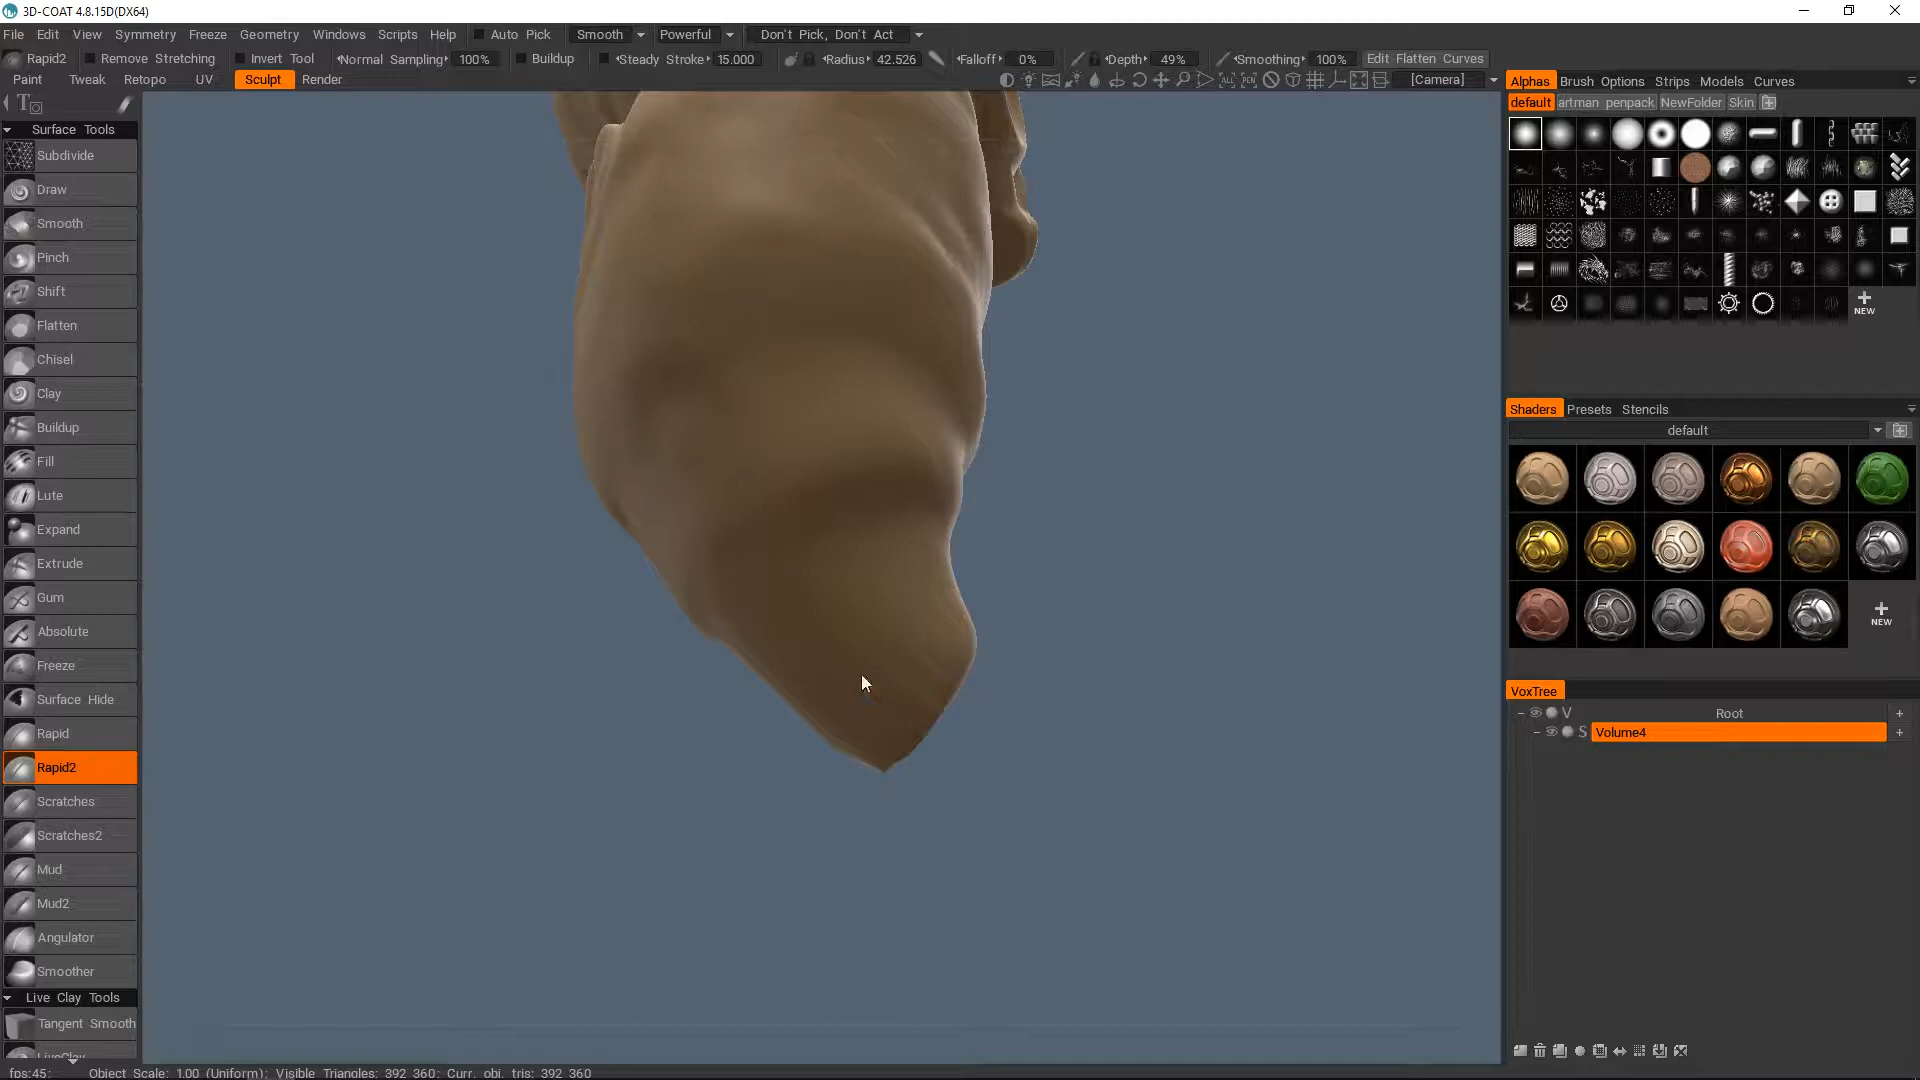 3D-COAT 4.8.15D(DX64)
File Edit View Symmetry Freeze Geometry Windows Scripts Help Auto Pick Smooth Powerful Don't Pick, Don't Act
Rapid2 Remove Stretching Invert Tool Normal Sampling 100% Buildup Steady Stroke 15.000 Radius 42.526 Falloff 0% Depth 49% Smoothing 100% Edit Flatten Curves
Paint Tweak Retopo UV Sculpt Render [Camera]
Alphas Brush Options Strips Models Curves
default artman penpack NewFolder Skin
NEW
Surface Tools
Subdivide
Draw
Smooth
Pinch
Shift
Flatten
Chisel
Clay
Buildup
Fill
Lute
Expand
Extrude
Gum
Absolute
Freeze
Surface Hide
Rapid
Rapid2
Scratches
Scratches2
Mud
Mud2
Angulator
Smoother
Live Clay Tools
Tangent Smooth
LiveClay
Shaders Presets Stencils
default
NEW
VoxTree
V Root
S Volume4
fps:45; Object Scale: 1.00 (Uniform); Visible Triangles: 392 360; Curr. obj. tris: 392 360